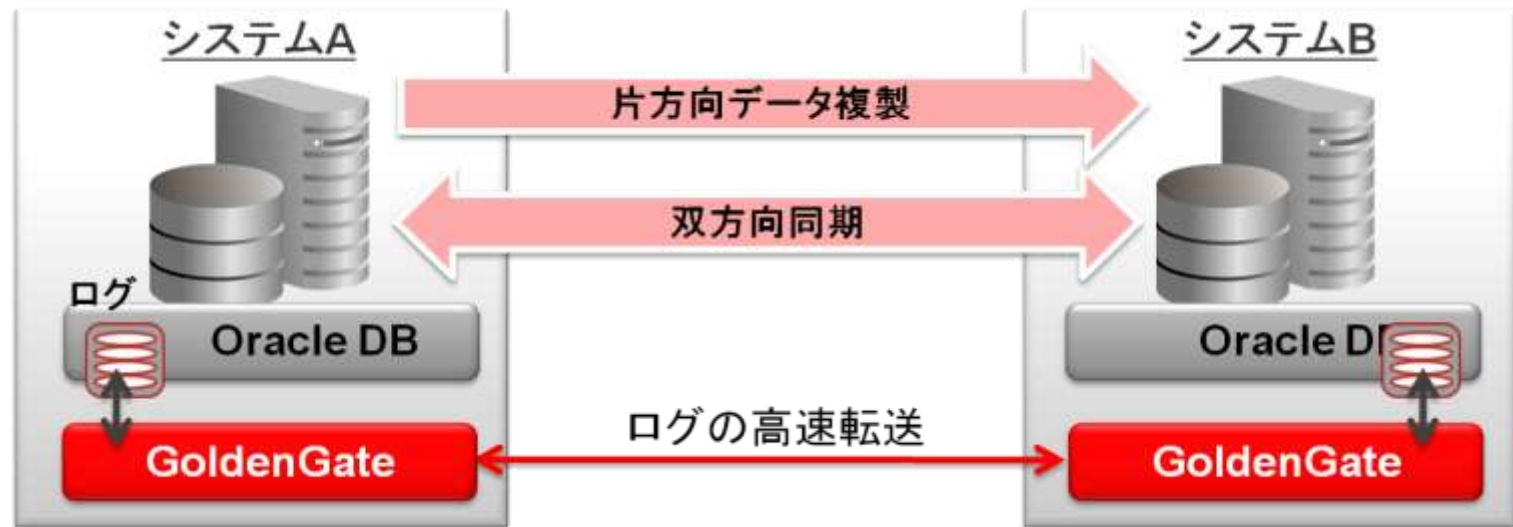 システムA
システムB
片方向データ複製
双方向同期
ログ
Oracle DB
Oracle D
ログの高速転送
GoldenGate
GoldenGate